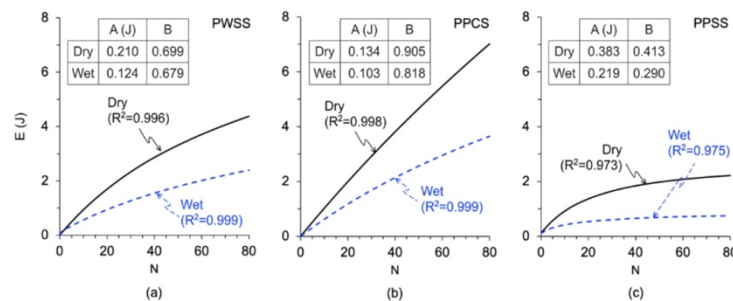 PWSS
A (J) B
Dry 0.210 0.699
Wet 0.124 0.679
Dry
(R²=0.996)
Wet
(R²=0.999)
E (J)
8
6
4
2
0
0 20 40 60 80
N
(a)
PPCS
A (J) B
Dry 0.134 0.905
Wet 0.103 0.818
Dry
(R²=0.998)
Wet
(R²=0.999)
8
6
4
2
0
0 20 40 60 80
N
(b)
PPSS
A (J) B
Dry 0.383 0.413
Wet 0.219 0.290
Wet
(R²=0.975)
Dry
(R²=0.973)
8
6
4
2
0
0 20 40 60 80
N
(c)